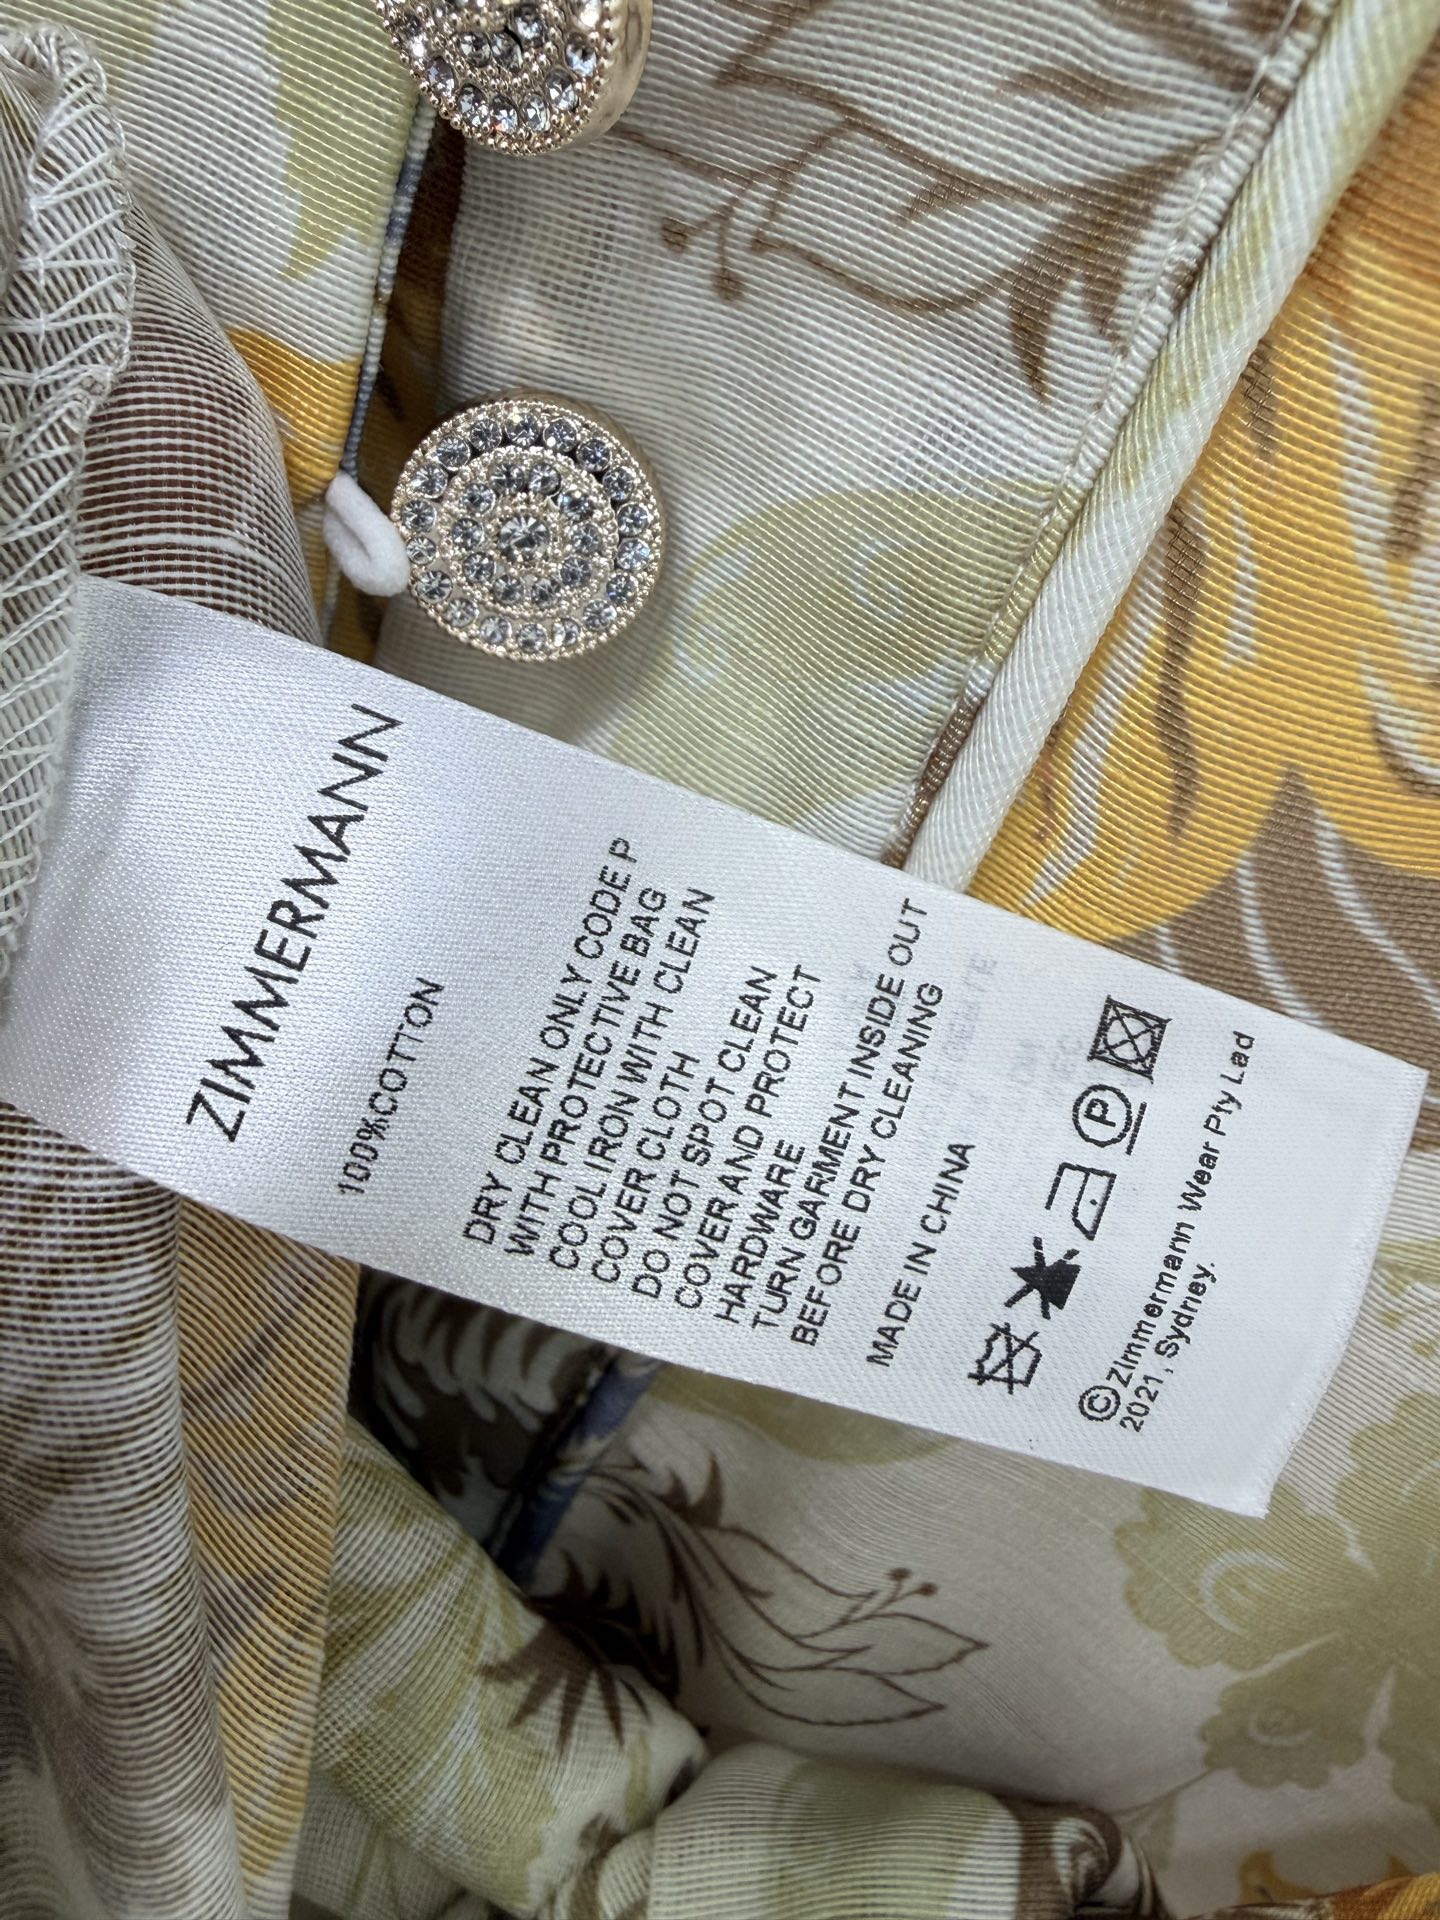 ZIMMERMANN
100%COTTON
DRY CLEAN ONLY CODE P
WITH PROTECTIVE BAG
COOL IRON WITH CLEAN
COVER CLOTH
DO NOT SPOT CLEAN
COVER AND PROTECT
HARDWARE
TURN GARMENT INSIDE OUT
BEFORE DRY CLEANING
MADE IN CHINA
P
©Zimmermann Wear Pty Lad
2021, Sydney.